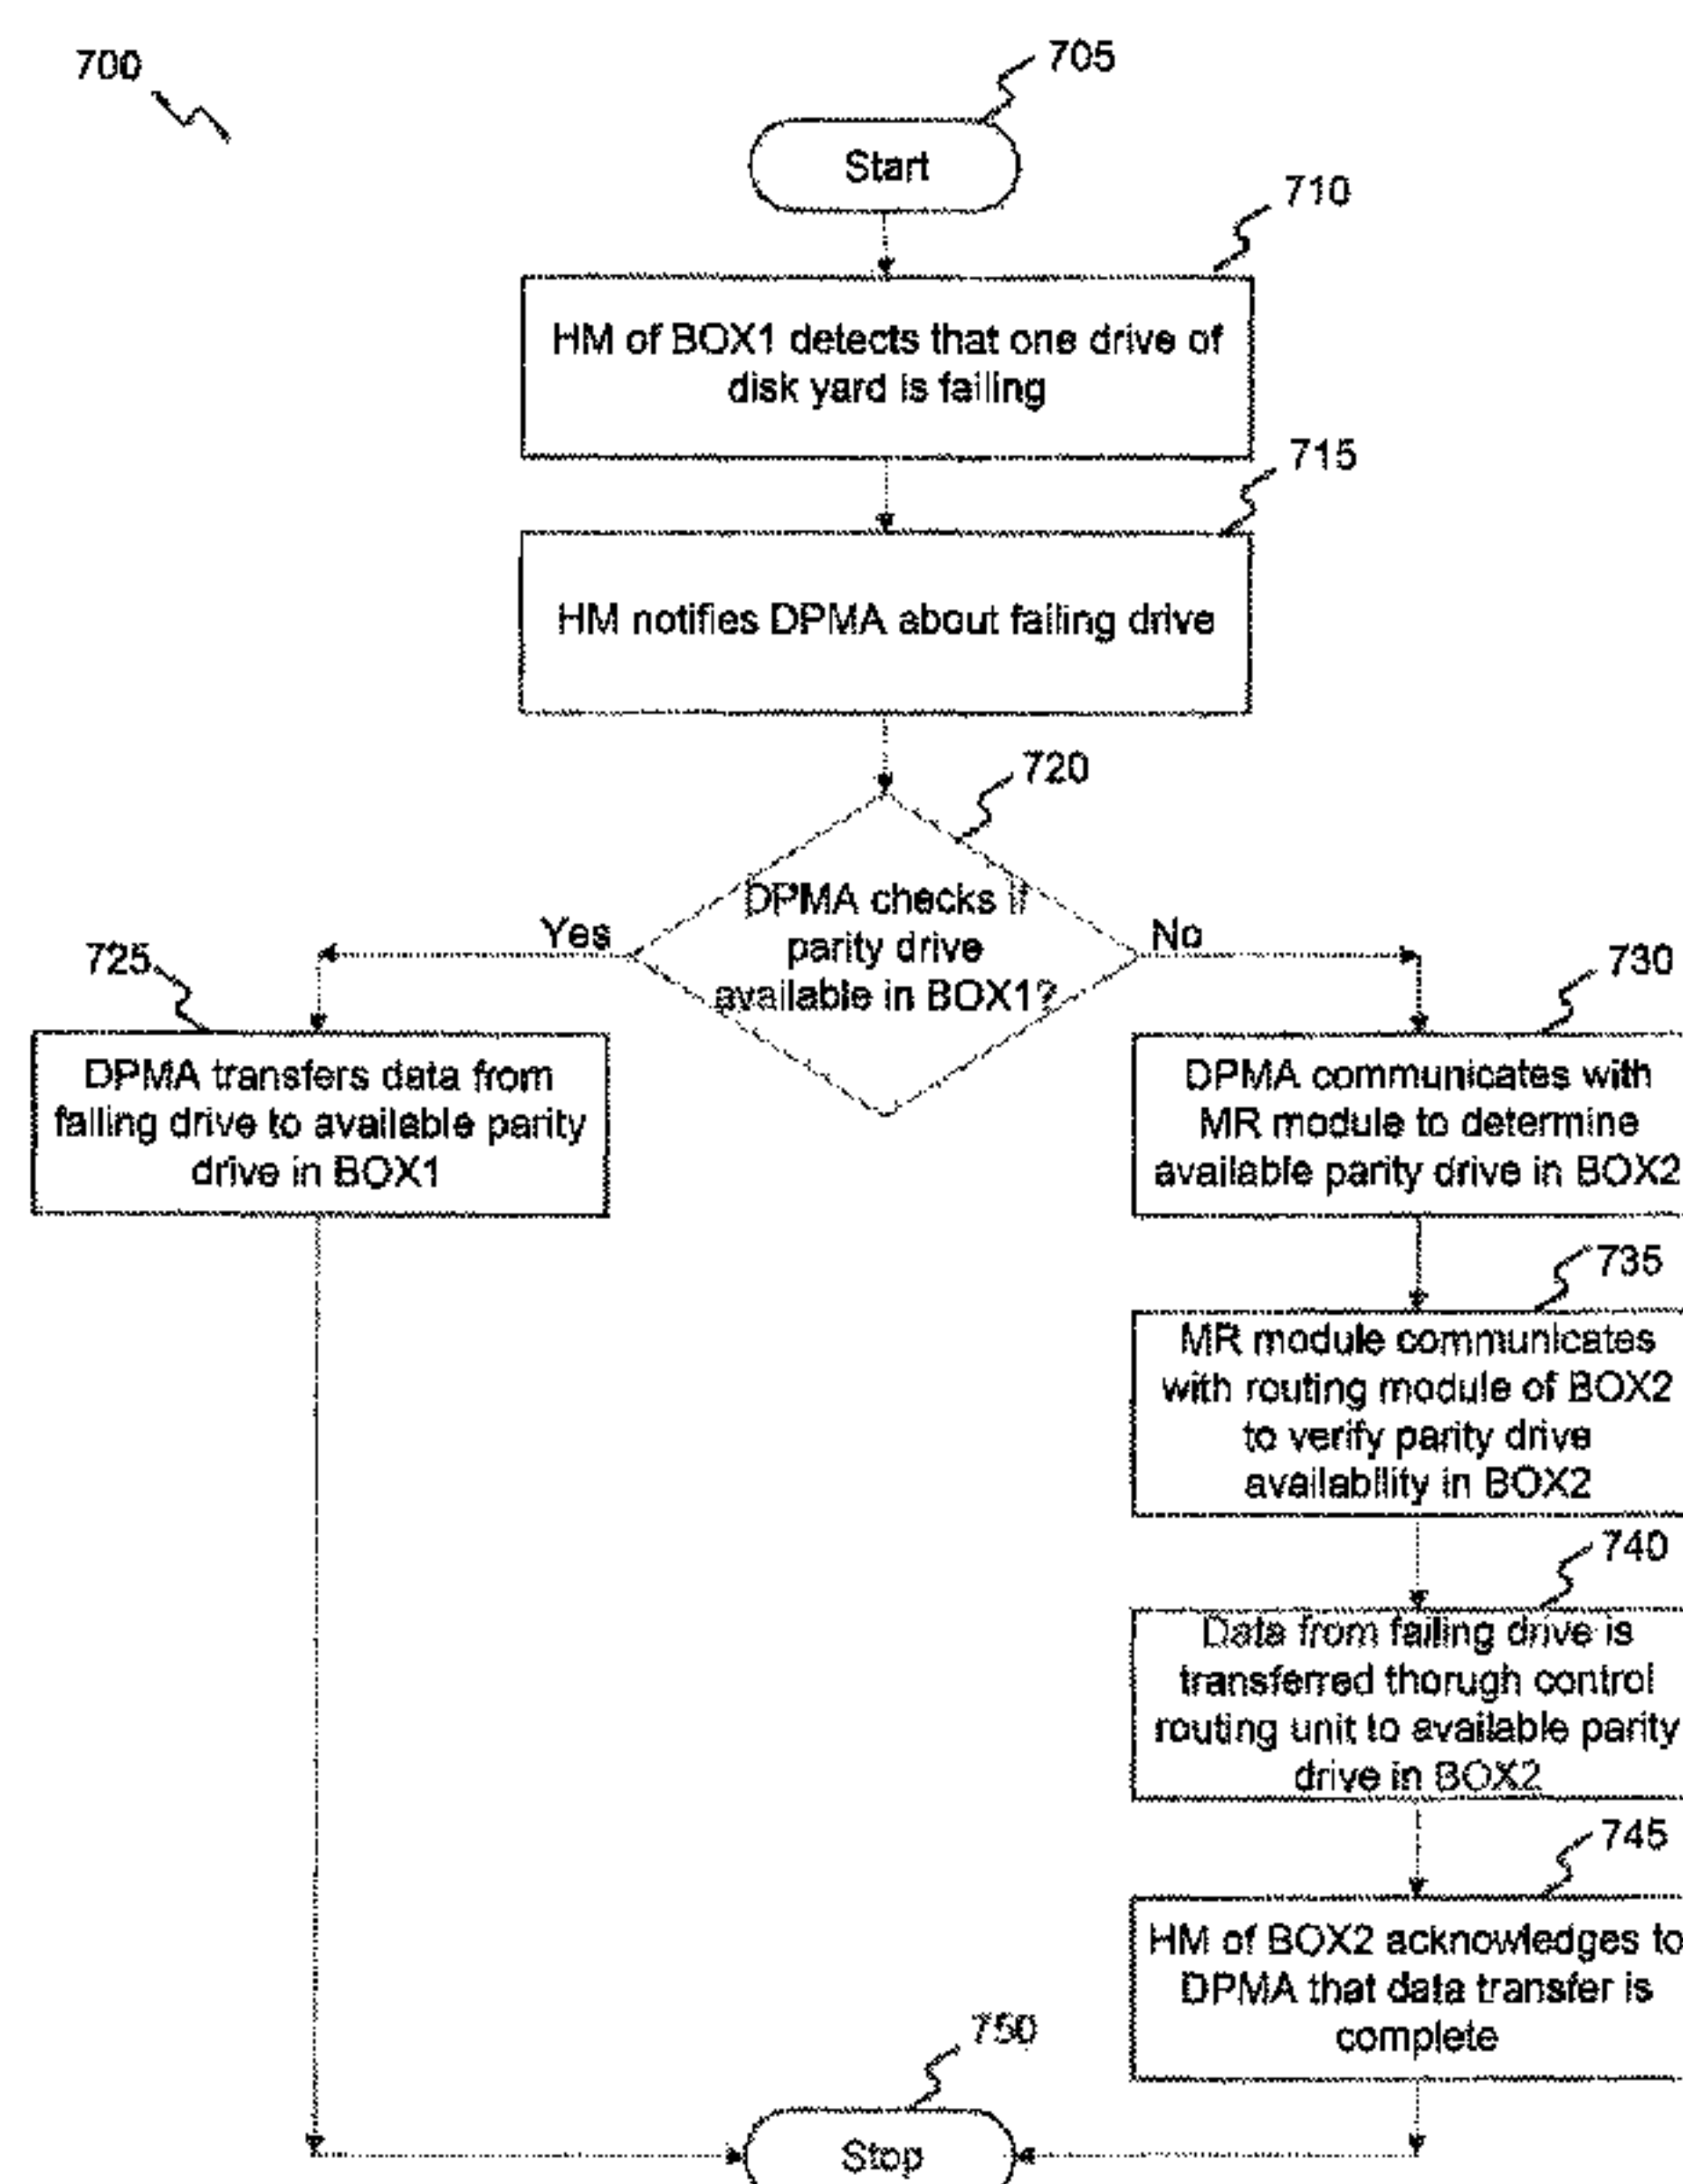 700
705
Start
710
HM of BOX1 detects that one drive of
disk yard is failing
715
HM notifies DPMA about failing drive
720
DPMA checks if
parity drive
available in BOX1?
Yes
No
725
DPMA transfers data from
failing drive to available parity
drive in BOX1
730
DPMA communicates with
MR module to determine
available parity drive in BOX2
735
MR module communicates
with routing module of BOX2
to verify parity drive
availability in BOX2
740
Data from failing drive is
transferred thorugh control
routing unit to available parity
drive in BOX2
745
HM of BOX2 acknowledges to
DPMA that data transfer is
complete
750
Stop